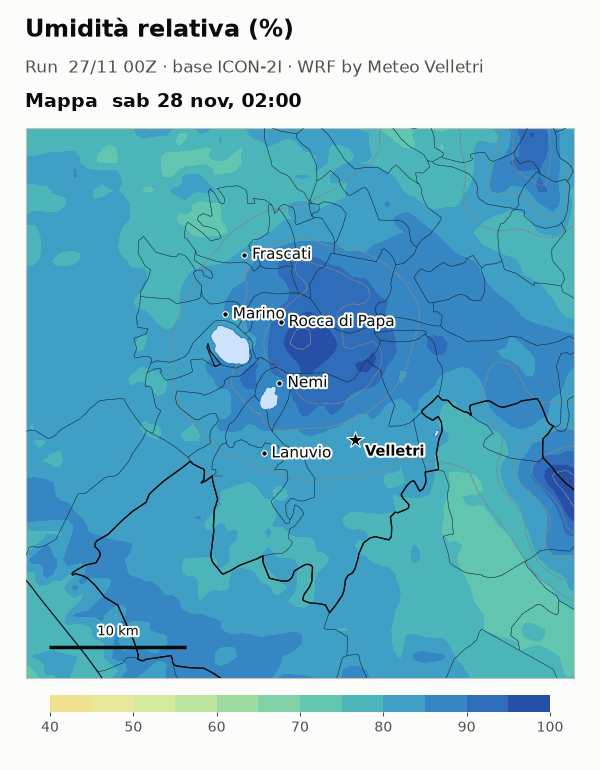 Umidità relativa (%)
Run  27/11 00Z · base ICON-2I · WRF by Meteo Velletri
Mappa  sab 28 nov, 02:00
Frascati
Marino
Rocca di Papa
Nemi
Velletri
Lanuvio
10 km
40 50 60 70 80 90 100